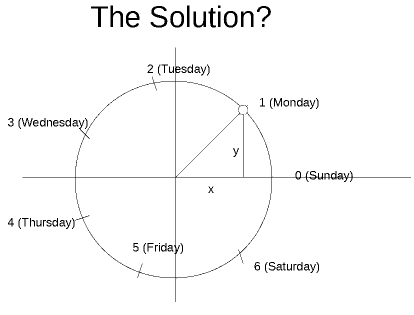 The Solution?
2 (Tuesday)
1 (Monday)
3 (Wednesday)
y
0 (Sunday)
x
4 (Thursday)
5 (Friday)
6 (Saturday)